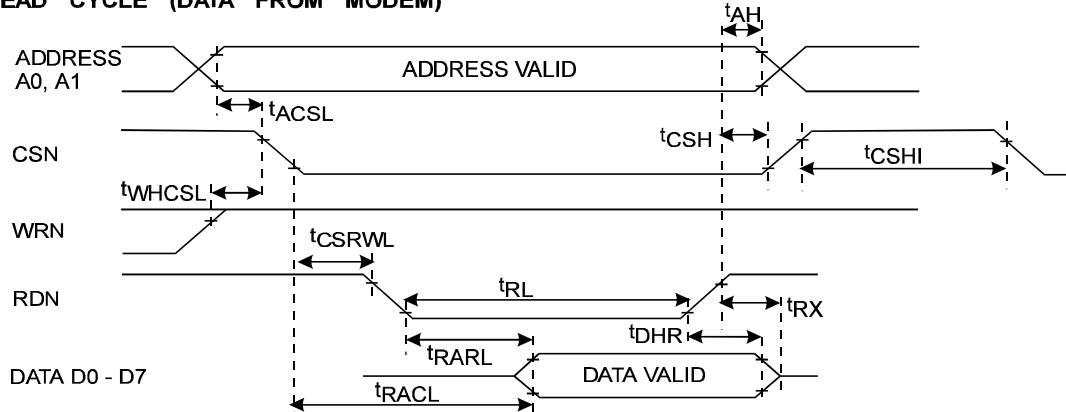 READ CYCLE (DATA FROM MODEM)
tAH
ADDRESS
A0, A1
ADDRESS VALID
tACSL
CSN
tCSH
tCSHI
tWHCSL
WRN
tCSRWL
RDN
tRL
tRX
tDHR
tRARL
DATA D0 - D7
DATA VALID
tRACL